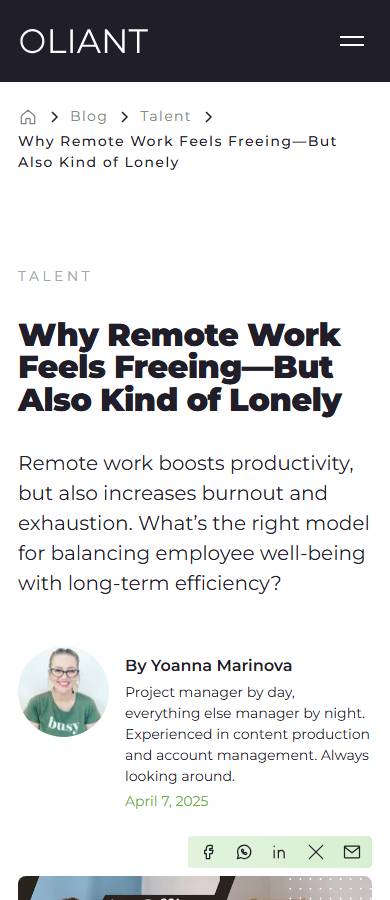 OLIANT
Blog
Talent
Why Remote Work Feels Freeing—But
Also Kind of Lonely
TALENT
Why Remote Work
Feels Freeing—But
Also Kind of Lonely
Remote work boosts productivity,
but also increases burnout and
exhaustion. What’s the right model
for balancing employee well-being
with long-term efficiency?
busy
By Yoanna Marinova
Project manager by day,
everything else manager by night.
Experienced in content production
and account management. Always
looking around.
April 7, 2025